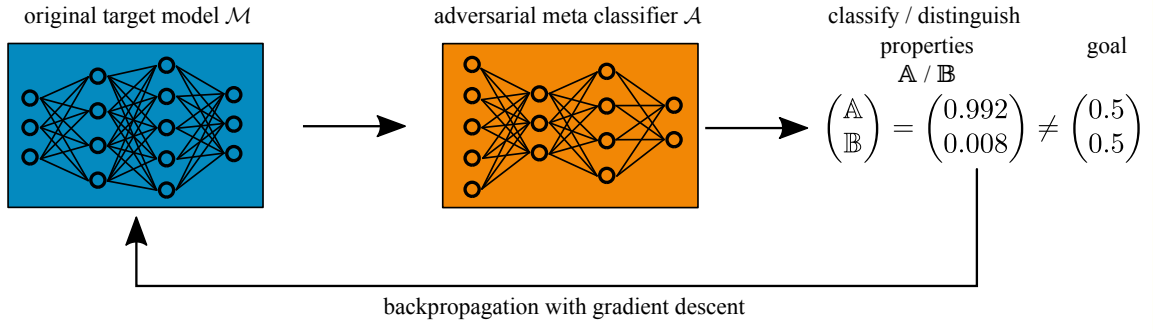 original target model ℳ
adversarial meta classifier 𝒜
classify / distinguish
properties
goal
𝔸 / 𝔹
(𝔸 𝔹) = (0.992 0.008) ≠ (0.5 0.5)
backpropagation with gradient descent